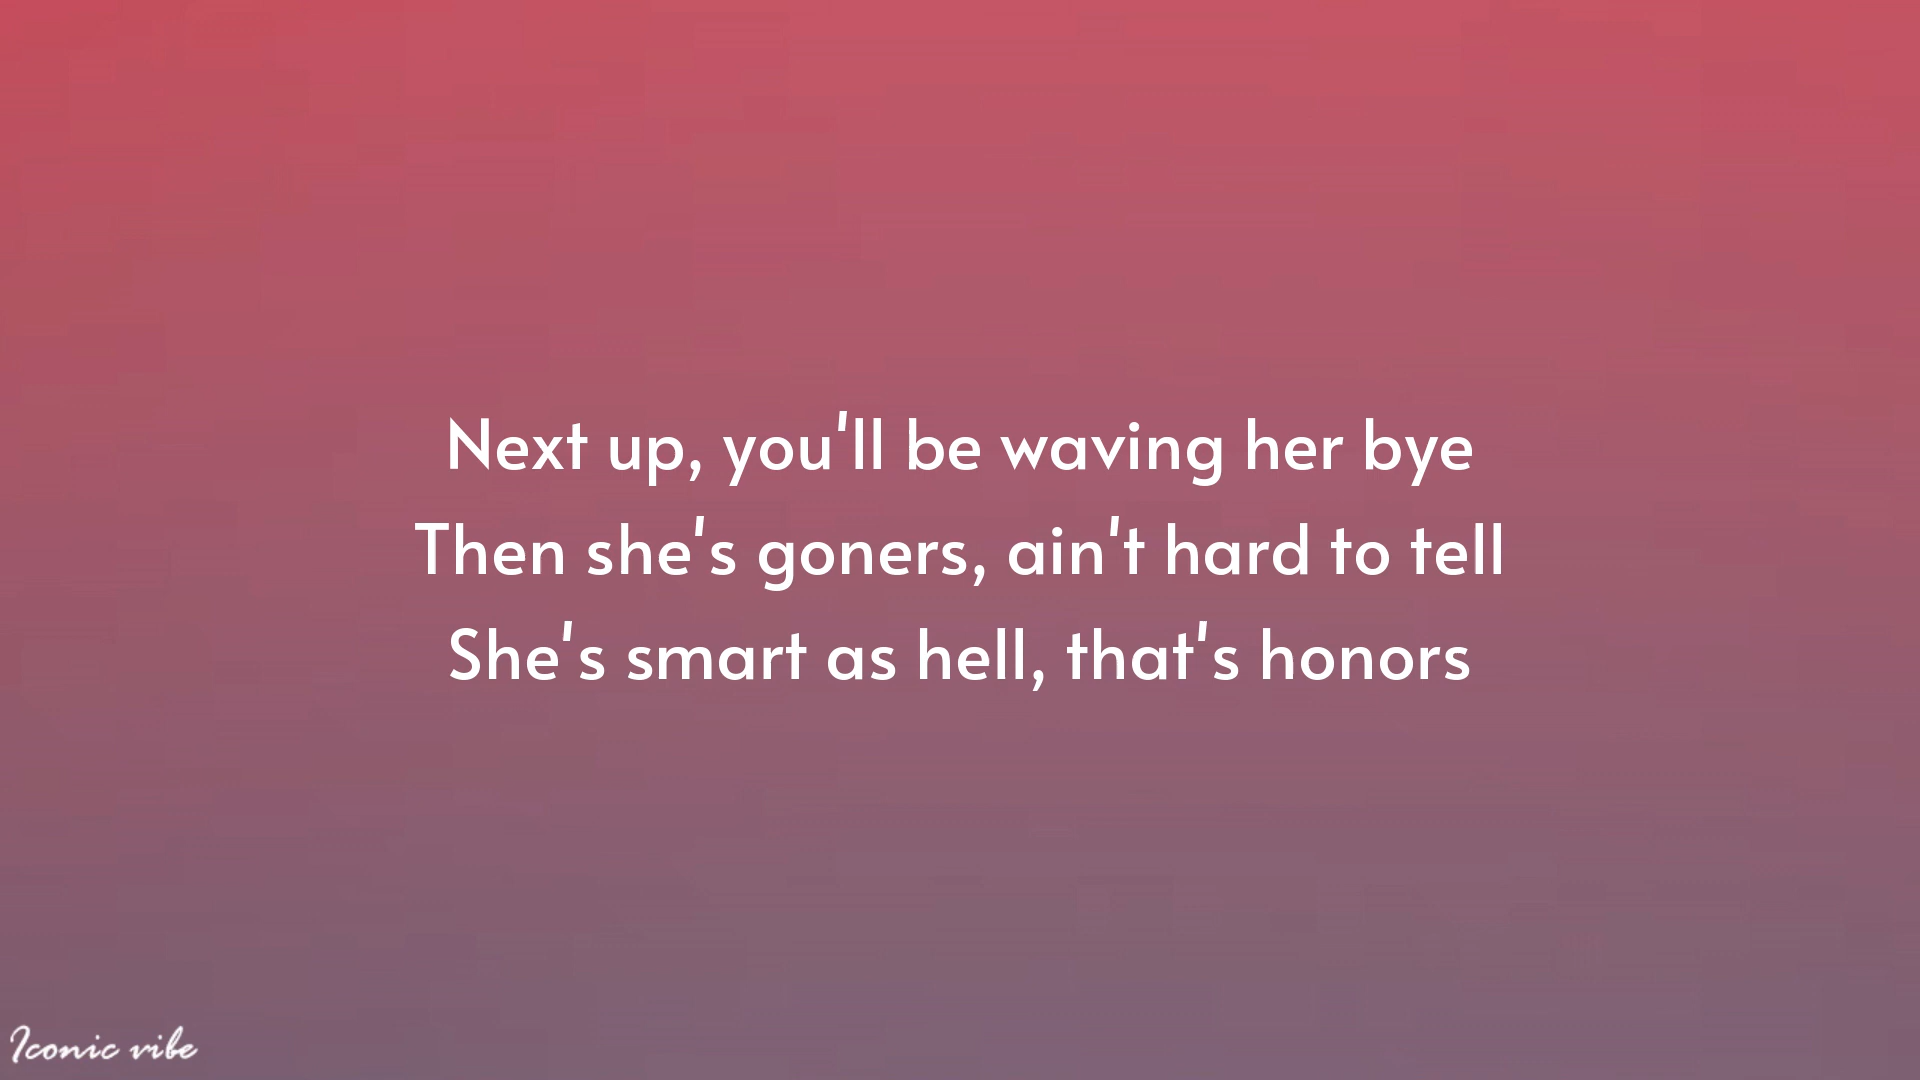 Next up, you'll be waving her bye
Then she's goners, ain't hard to tell
She's smart as hell, that's honors
Iconic vibe